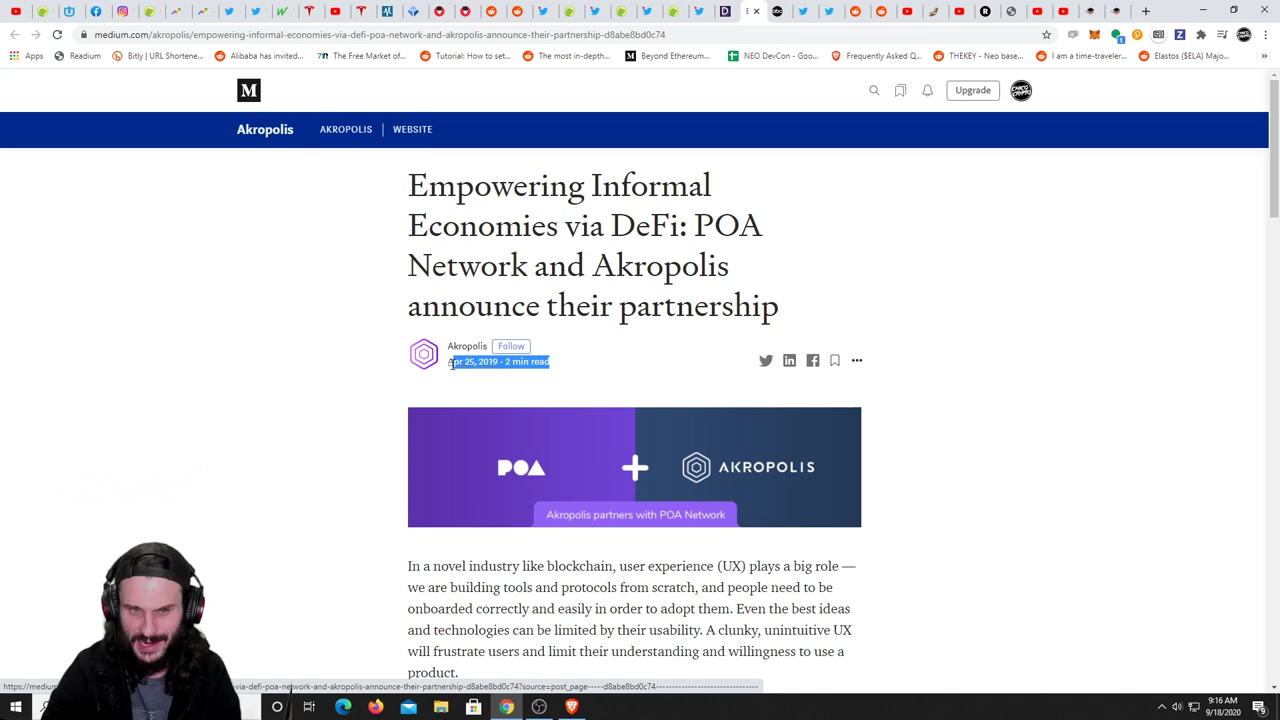 medium.com/akropolis/empowering-informal-economies-via-defi-poa-network-and-akropolis-announce-their-partnership-d8abe8bd0c74
Apps
Readium
Bitly | URL Shortene...
Alibaba has invited...
The Free Market of...
Tutorial: How to set...
The most in-depth...
Beyond Ethereum...
NEO DevCon - Goo...
Frequently Asked Q...
THEKEY - Neo base...
I am a time-traveler...
Elastos ($ELA) Majo...
»
M
Upgrade
Akropolis
AKROPOLIS
WEBSITE
Empowering Informal
Economies via DeFi: POA
Network and Akropolis
announce their partnership
Akropolis
Follow
Apr 25, 2019 · 2 min read
POA
+
AKROPOLIS
Akropolis partners with POA Network
In a novel industry like blockchain, user experience (UX) plays a big role —
we are building tools and protocols from scratch, and people need to be
onboarded correctly and easily in order to adopt them. Even the best ideas
and technologies can be limited by their usability. A clunky, unintuitive UX
will frustrate users and limit their understanding and willingness to use a
product.
9:16 AM
9/18/2020